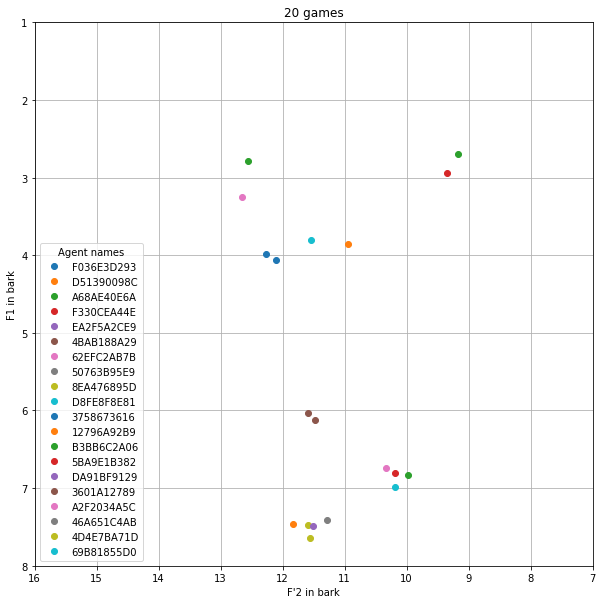 20 games
1
2
3
4
5
6
7
8
F1 in bark
Agent names
F036E3D293
D51390098C
A68AE40E6A
F330CEA44E
EA2F5A2CE9
4BAB188A29
62EFC2AB7B
50763B95E9
8EA476895D
D8FE8F8E81
3758673616
12796A92B9
B3BB6C2A06
5BA9E1B382
DA91BF9129
3601A12789
A2F2034A5C
46A651C4AB
4D4E7BA71D
69B81855D0
16 15 14 13 12 11 10 9 8 7
F'2 in bark